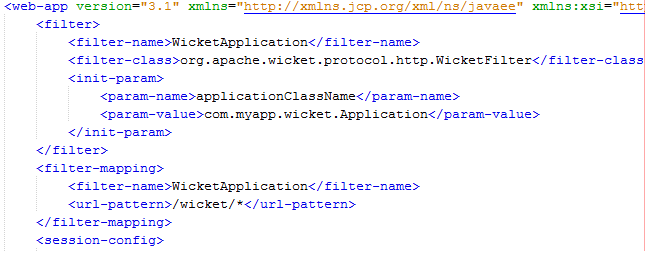 <web-app version="3.1" xmlns="http://xmlns.jcp.org/xml/ns/javaee" xmlns:xsi="htt
<filter>
<filter-name>WicketApplication</filter-name>
<filter-class>org.apache.wicket.protocol.http.WicketFilter</filter-class
<init-param>
<param-name>applicationClassName</param-name>
<param-value>com.myapp.wicket.Application</param-value>
</init-param>
</filter>
<filter-mapping>
<filter-name>WicketApplication</filter-name>
<url-pattern>/wicket/*</url-pattern>
</filter-mapping>
<session-config>